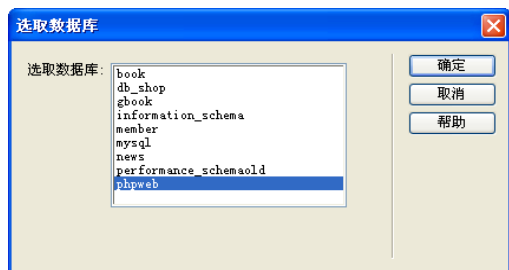 选取数据库
选取数据库:
book
db_shop
gbook
information_schema
member
mysql
news
performance_schemaold
phpweb
确定
取消
帮助